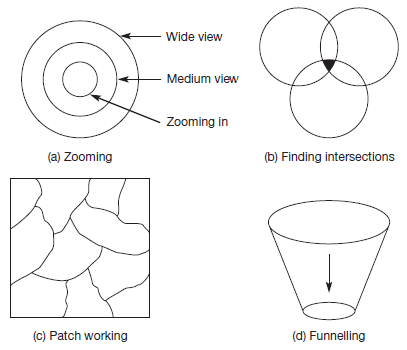 Wide view
Medium view
Zooming in
(a) Zooming
(b) Finding intersections
(c) Patch working
(d) Funnelling